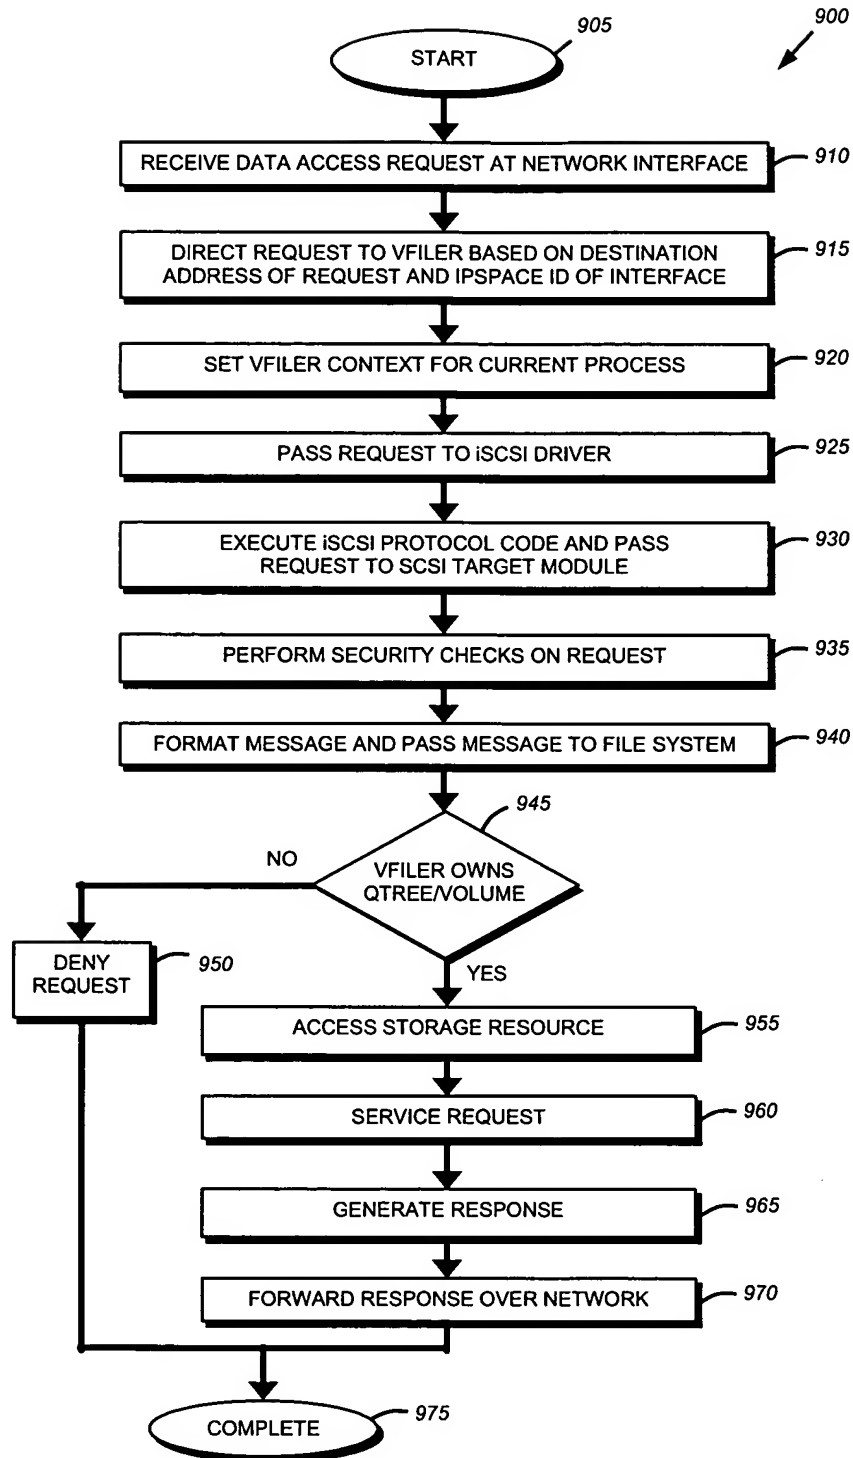 900
905
START
RECEIVE DATA ACCESS REQUEST AT NETWORK INTERFACE
910
DIRECT REQUEST TO VFILER BASED ON DESTINATION
ADDRESS OF REQUEST AND IPSPACE ID OF INTERFACE
915
SET VFILER CONTEXT FOR CURRENT PROCESS
920
PASS REQUEST TO iSCSI DRIVER
925
EXECUTE iSCSI PROTOCOL CODE AND PASS
REQUEST TO SCSI TARGET MODULE
930
PERFORM SECURITY CHECKS ON REQUEST
935
FORMAT MESSAGE AND PASS MESSAGE TO FILE SYSTEM
940
945
NO
VFILER OWNS
QTREE/VOLUME
DENY
REQUEST
950
YES
ACCESS STORAGE RESOURCE
955
SERVICE REQUEST
960
GENERATE RESPONSE
965
FORWARD RESPONSE OVER NETWORK
970
COMPLETE
975